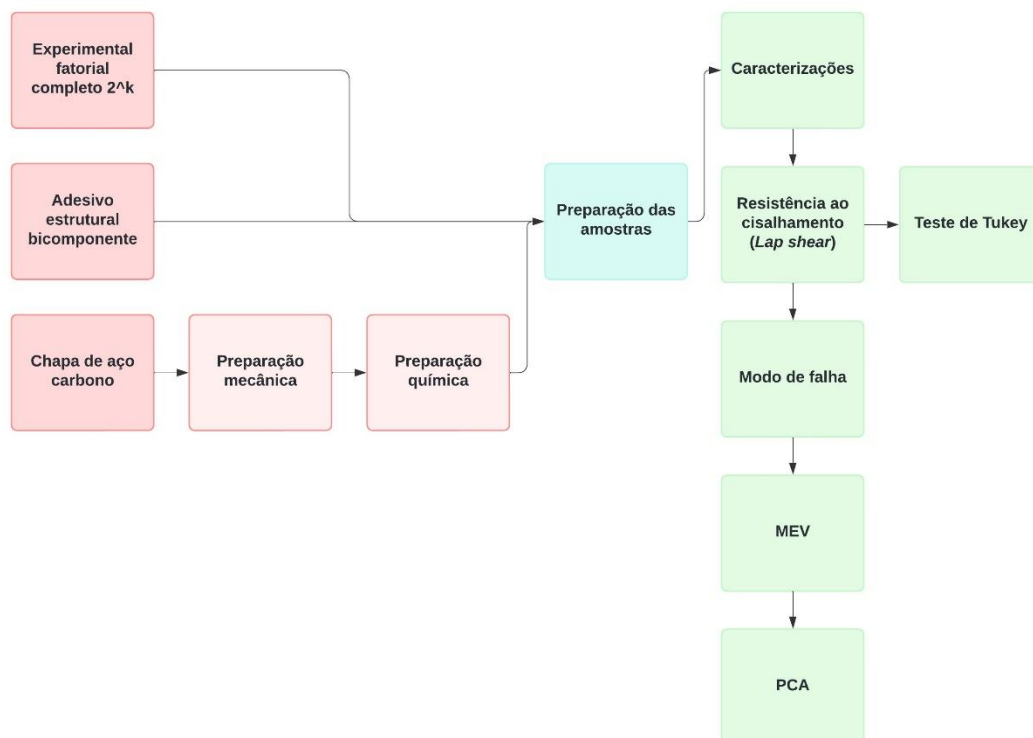 Experimental
fatorial
completo 2^k
Adesivo
estrutural
bicomponente
Chapa de aço
carbono
Preparação
mecânica
Preparação
química
Preparação das
amostras
Caracterizações
Resistência ao
cisalhamento
(Lap shear)
Teste de Tukey
Modo de falha
MEV
PCA